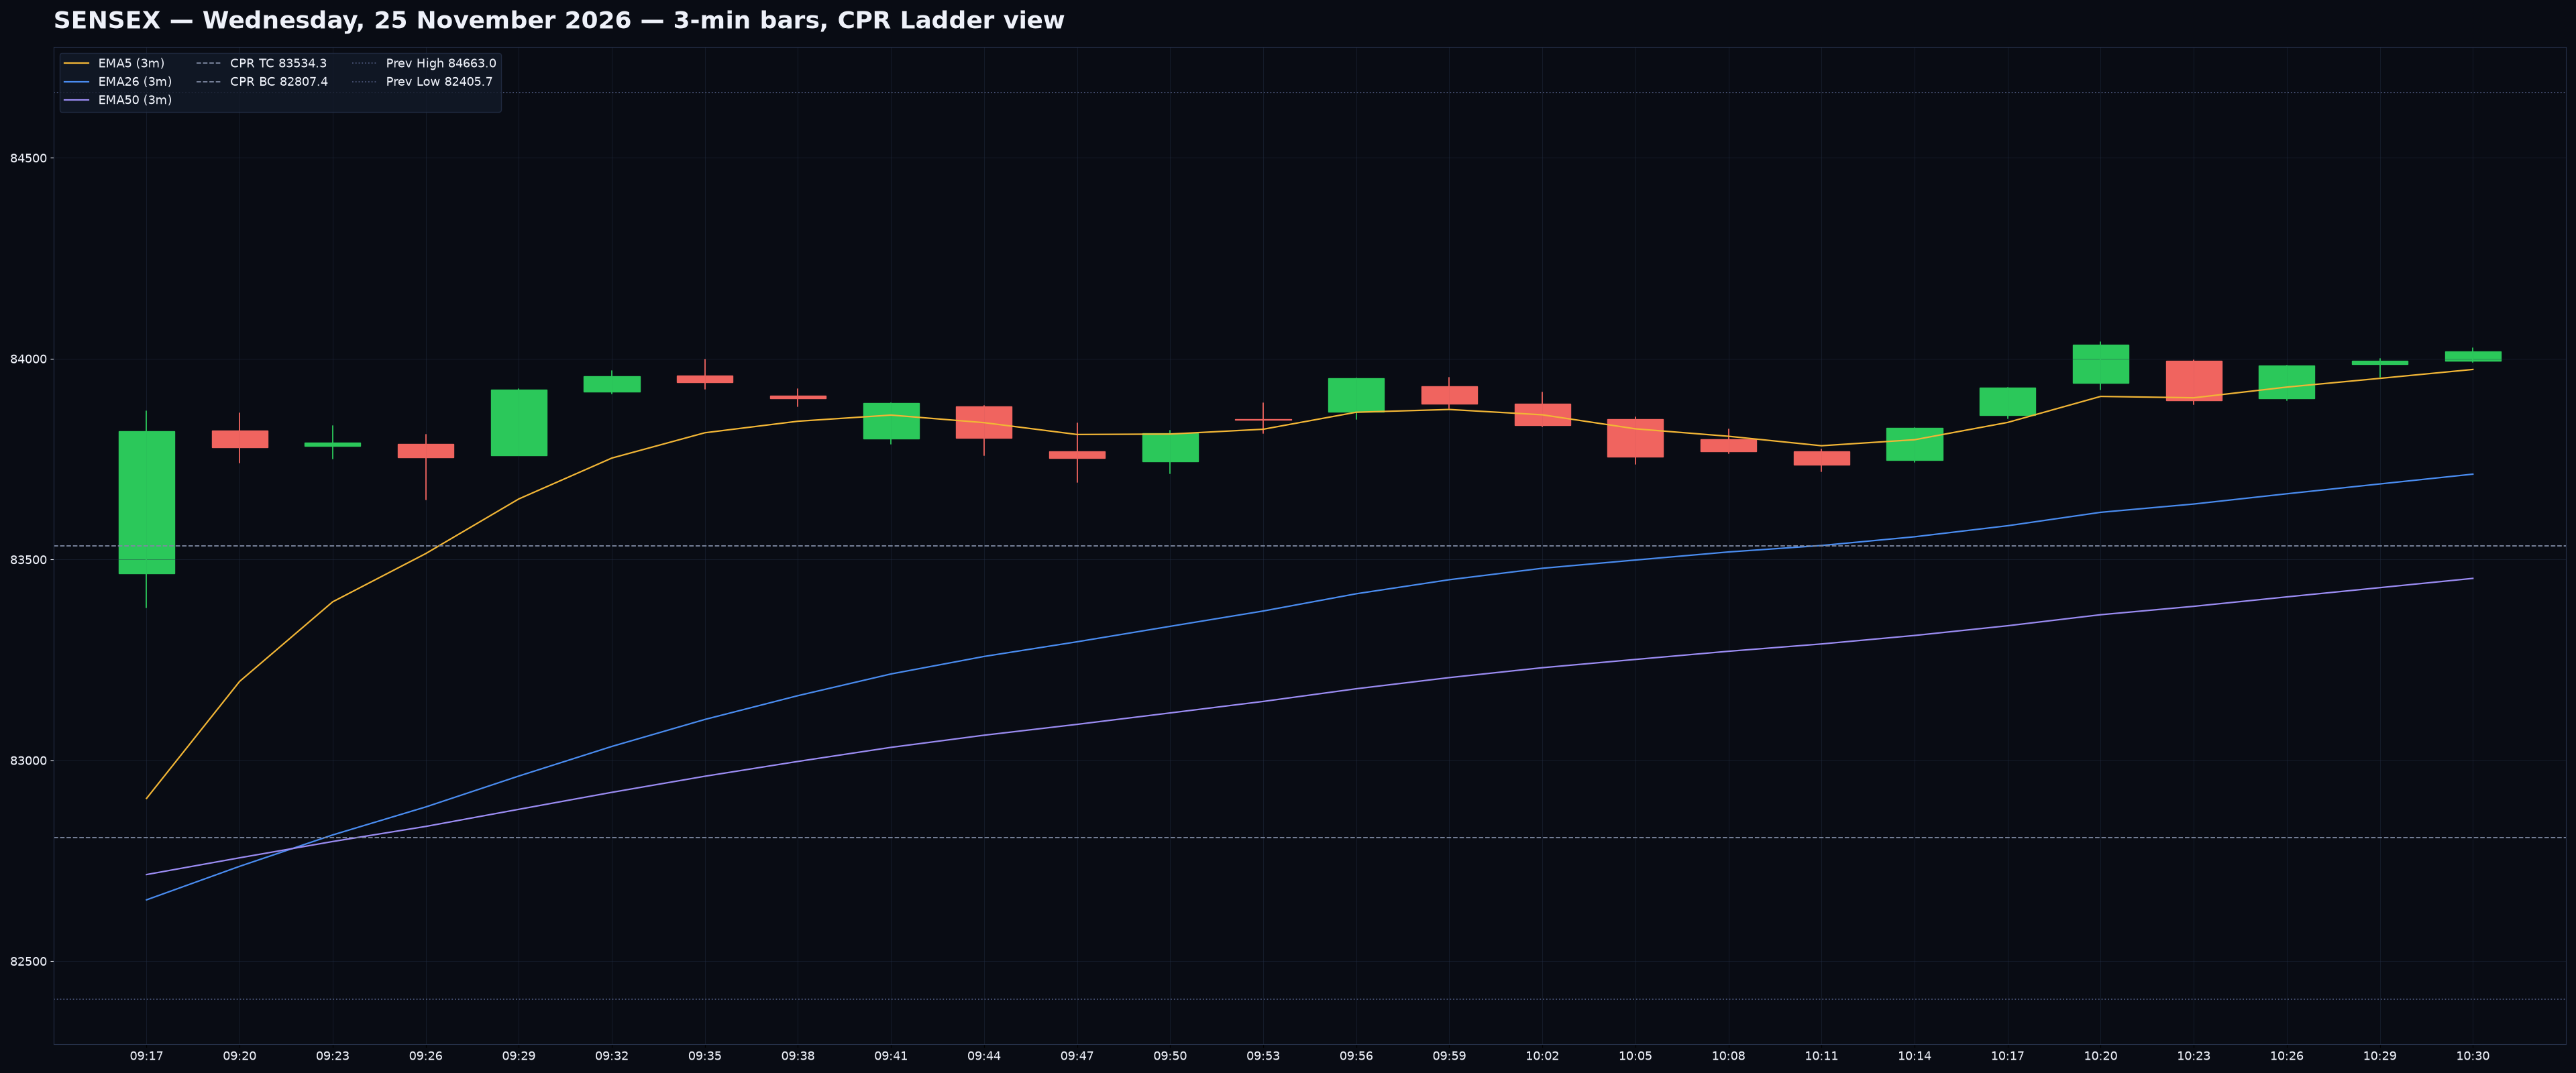 SENSEX — Wednesday, 25 November 2026 — 3-min bars, CPR Ladder view
EMA5 (3m) CPR TC 83534.3 Prev High 84663.0
EMA26 (3m) CPR BC 82807.4 Prev Low 82405.7
EMA50 (3m)
84500
84000
83500
83000
82500
09:17 09:20 09:23 09:26 09:29 09:32 09:35 09:38 09:41 09:44 09:47 09:50 09:53 09:56 09:59 10:02 10:05 10:08 10:11 10:14 10:17 10:20 10:23 10:26 10:29 10:30